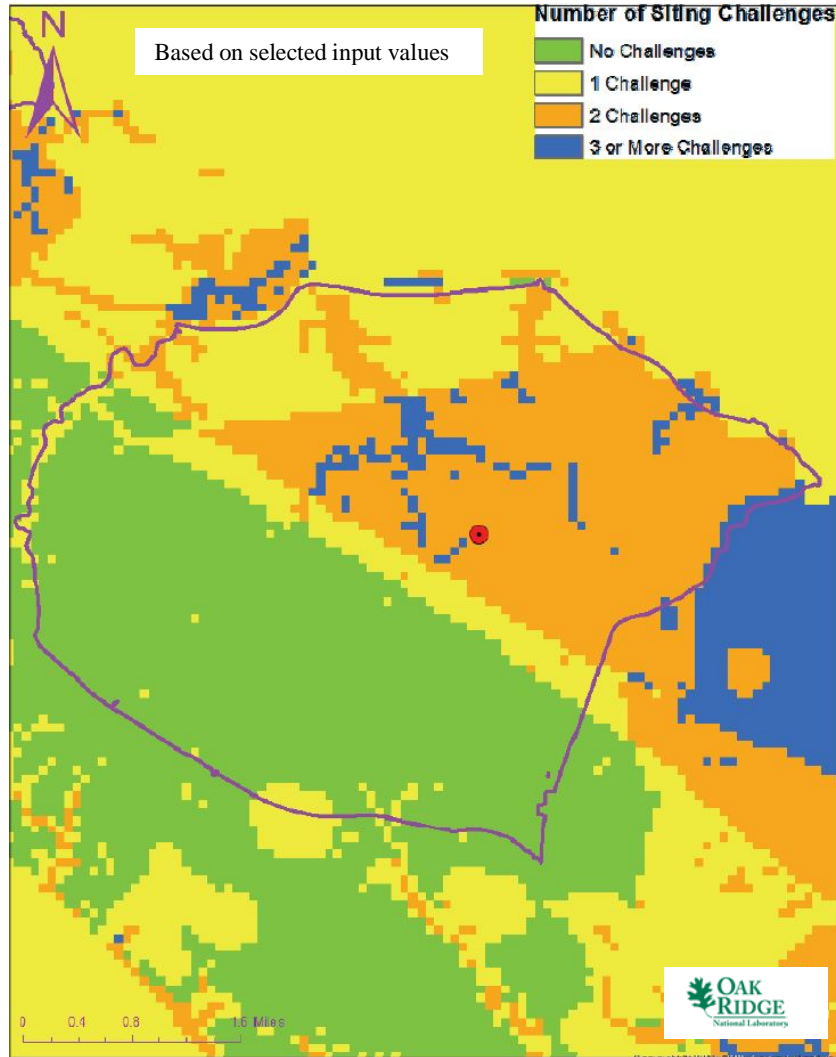 Number of Siting Challenges
N
Based on selected input values
No Challenges
1 Challenge
2 Challenges
3 or More Challenges
OAK
RIDGE
National Laboratory
0 0.4 0.8 1.6 Miles